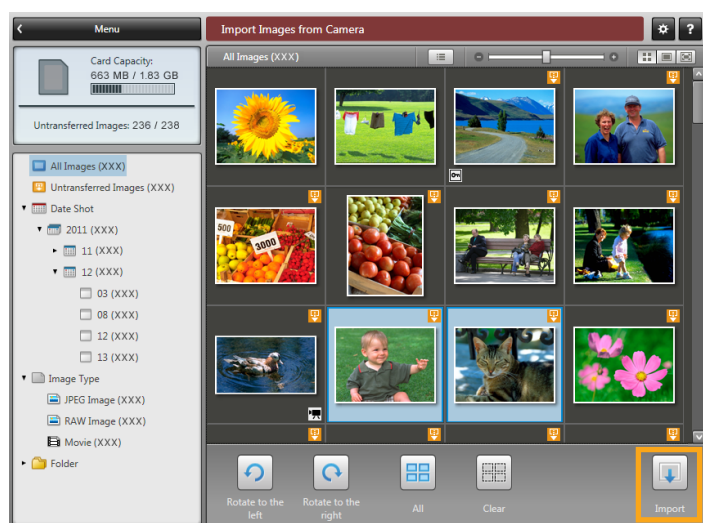 Menu
Import Images from Camera
?
Card Capacity:
663 MB / 1.83 GB
Untransferred Images: 236 / 238
All Images (XXX)
Untransferred Images (XXX)
Date Shot
2011 (XXX)
11 (XXX)
12 (XXX)
03 (XXX)
08 (XXX)
12 (XXX)
13 (XXX)
Image Type
JPEG Image (XXX)
RAW Image (XXX)
Movie (XXX)
Folder
All Images (XXX)
500
3000
Rotate to the
left
Rotate to the
right
All
Clear
Import